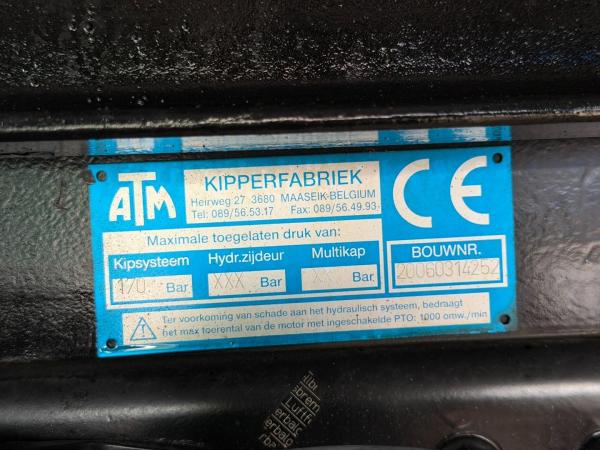 ATM
KIPPERFABRIEK
Heirweg 27 3680 MAASEIK-BELGIUM
Tel: 089/56.53.17 Fax: 089/56.49.93
CE
Maximale toegelaten druk van:
Kipsysteem Hydr.zijdeur Multikap
170 Bar XXX Bar XX Bar
BOUWNR.
20060314262
Ter voorkoming van schade aan het hydraulisch systeem, bedraagt
het max toerental van de motor met ingeschakelde PTO: 1000 omw./min